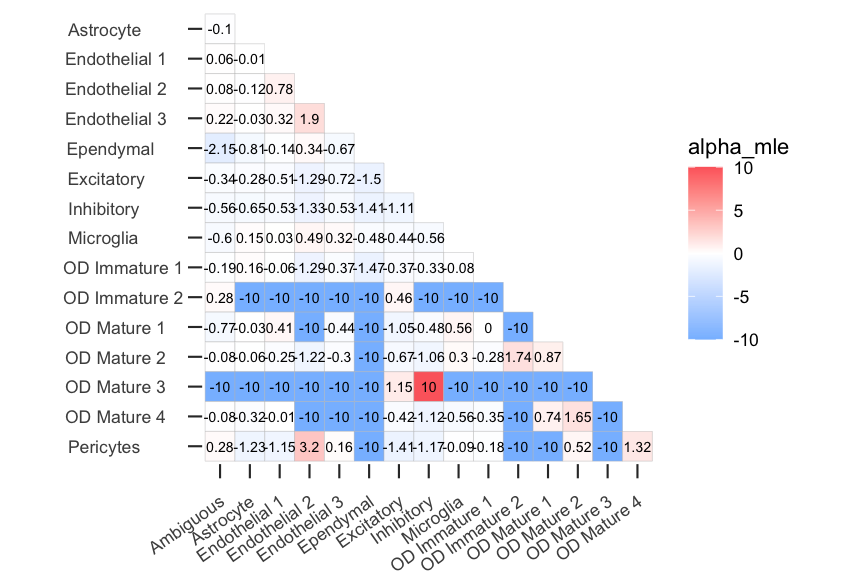 Astrocyte -0.1
Endothelial 1 0.06 -0.01
Endothelial 2 0.08 -0.12 0.78
Endothelial 3 0.22 -0.03 0.32 1.9
Ependymal -2.15 -0.81 -0.14 0.34 -0.67
Excitatory -0.34 -0.28 -0.51 -1.29 -0.72 -1.5
Inhibitory -0.56 -0.65 -0.53 -1.33 -0.53 -1.41 -1.11
Microglia -0.6 0.15 0.03 0.49 0.32 -0.48 -0.44 -0.56
OD Immature 1 -0.19 0.16 -0.06 -1.29 -0.37 -1.47 -0.37 -0.33 -0.08
OD Immature 2 0.28 -10 -10 -10 -10 -10 0.46 -10 -10 -10
OD Mature 1 -0.77 -0.03 0.41 -10 -0.44 -10 -1.05 -0.48 0.56 0 -10
OD Mature 2 -0.08 -0.06 -0.25 -1.22 -0.3 -10 -0.67 -1.06 0.3 -0.28 1.74 0.87
OD Mature 3 -10 -10 -10 -10 -10 -10 1.15 10 -10 -10 -10 -10 -10
OD Mature 4 -0.08 -0.32 -0.01 -10 -10 -10 -0.42 -1.12 -0.56 -0.35 -10 0.74 1.65 -10
Pericytes 0.28 -1.23 -1.15 3.2 0.16 -10 -1.41 -1.17 -0.09 -0.18 -10 -10 0.52 -10 1.32
Ambiguous
Astrocyte
Endothelial 1
Endothelial 2
Endothelial 3
Ependymal
Excitatory
Inhibitory
Microglia
OD Immature 1
OD Immature 2
OD Mature 1
OD Mature 2
OD Mature 3
OD Mature 4
alpha_mle
10
5
0
-5
-10